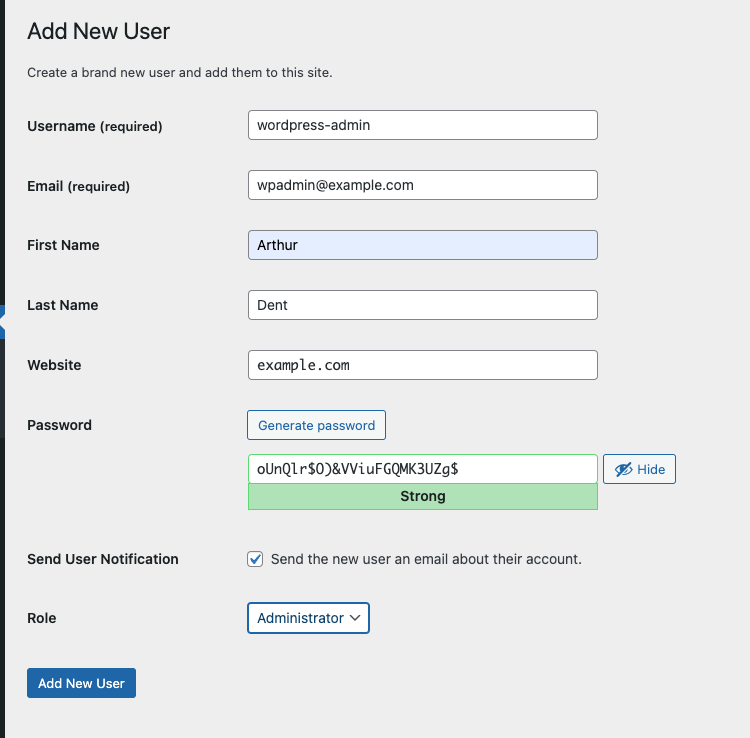 Add New User
Create a brand new user and add them to this site.
Username (required)
wordpress-admin
Email (required)
wpadmin@example.com
First Name
Arthur
Last Name
Dent
Website
example.com
Password
Generate password
oUnQlr$O)&VViuFGQMK3UZg$
Hide
Strong
Send User Notification
Send the new user an email about their account.
Role
Administrator
Add New User